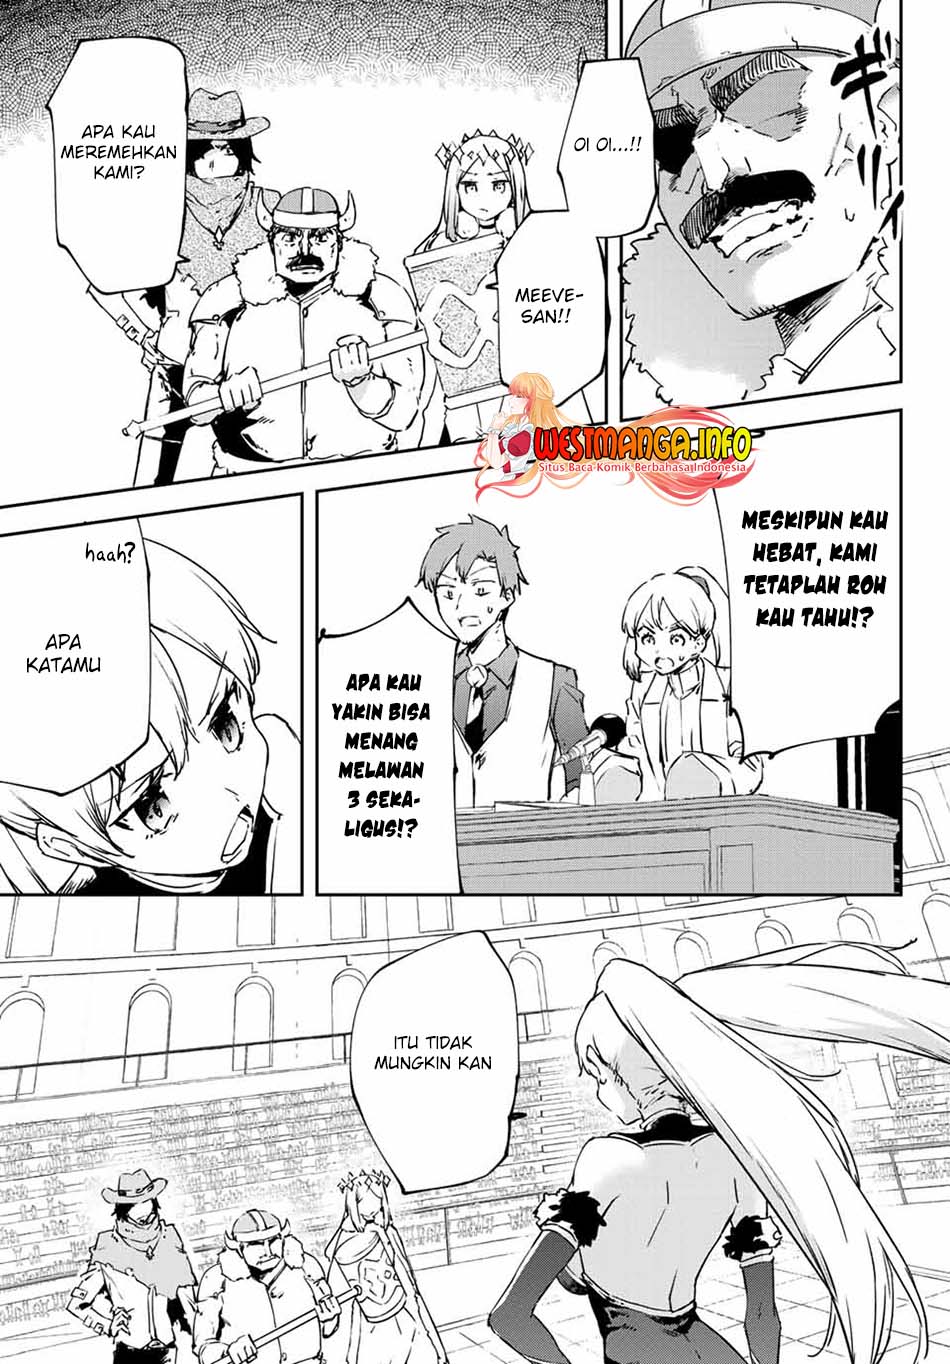 OI OI...!!
MEEVE-
SAN!!
APA KAU
MEREMEHKAN
KAMI?
WESTMANGA.INFO
Situs Baca Komik Berbahasa Indonesia
MESKIPUN KAU
HEBAT, KAMI
TETAPLAH ROH
KAU TAHU!?
APA KAU
YAKIN BISA
MENANG
MELAWAN
3 SEKA-
LIGUS!?
haah?
APA
KATAMU
ITU TIDAK
MUNGKIN KAN